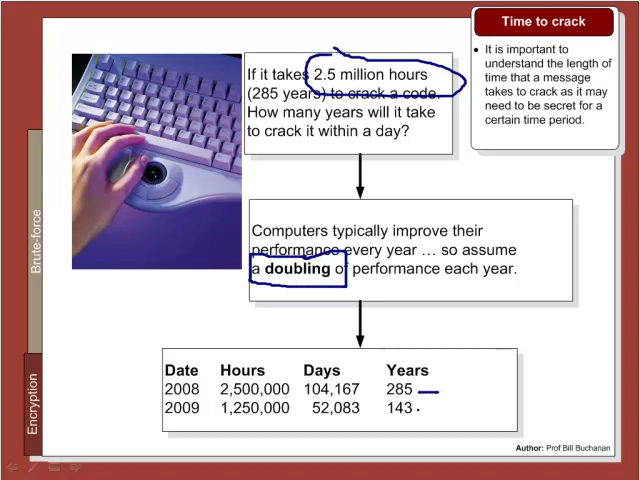 Time to crack
• It is important to
understand the length of
time that a message
takes to crack as it may
need to be secret for a
certain time period.
If it takes 2.5 million hours
(285 years) to crack a code.
How many years will it take
to crack it within a day?
Computers typically improve their
performance every year … so assume
a doubling of performance each year.
Date Hours Days Years
2008 2,500,000 104,167 285
2009 1,250,000 52,083 143
Brute-force
Encryption
Author: Prof Bill Buchanan